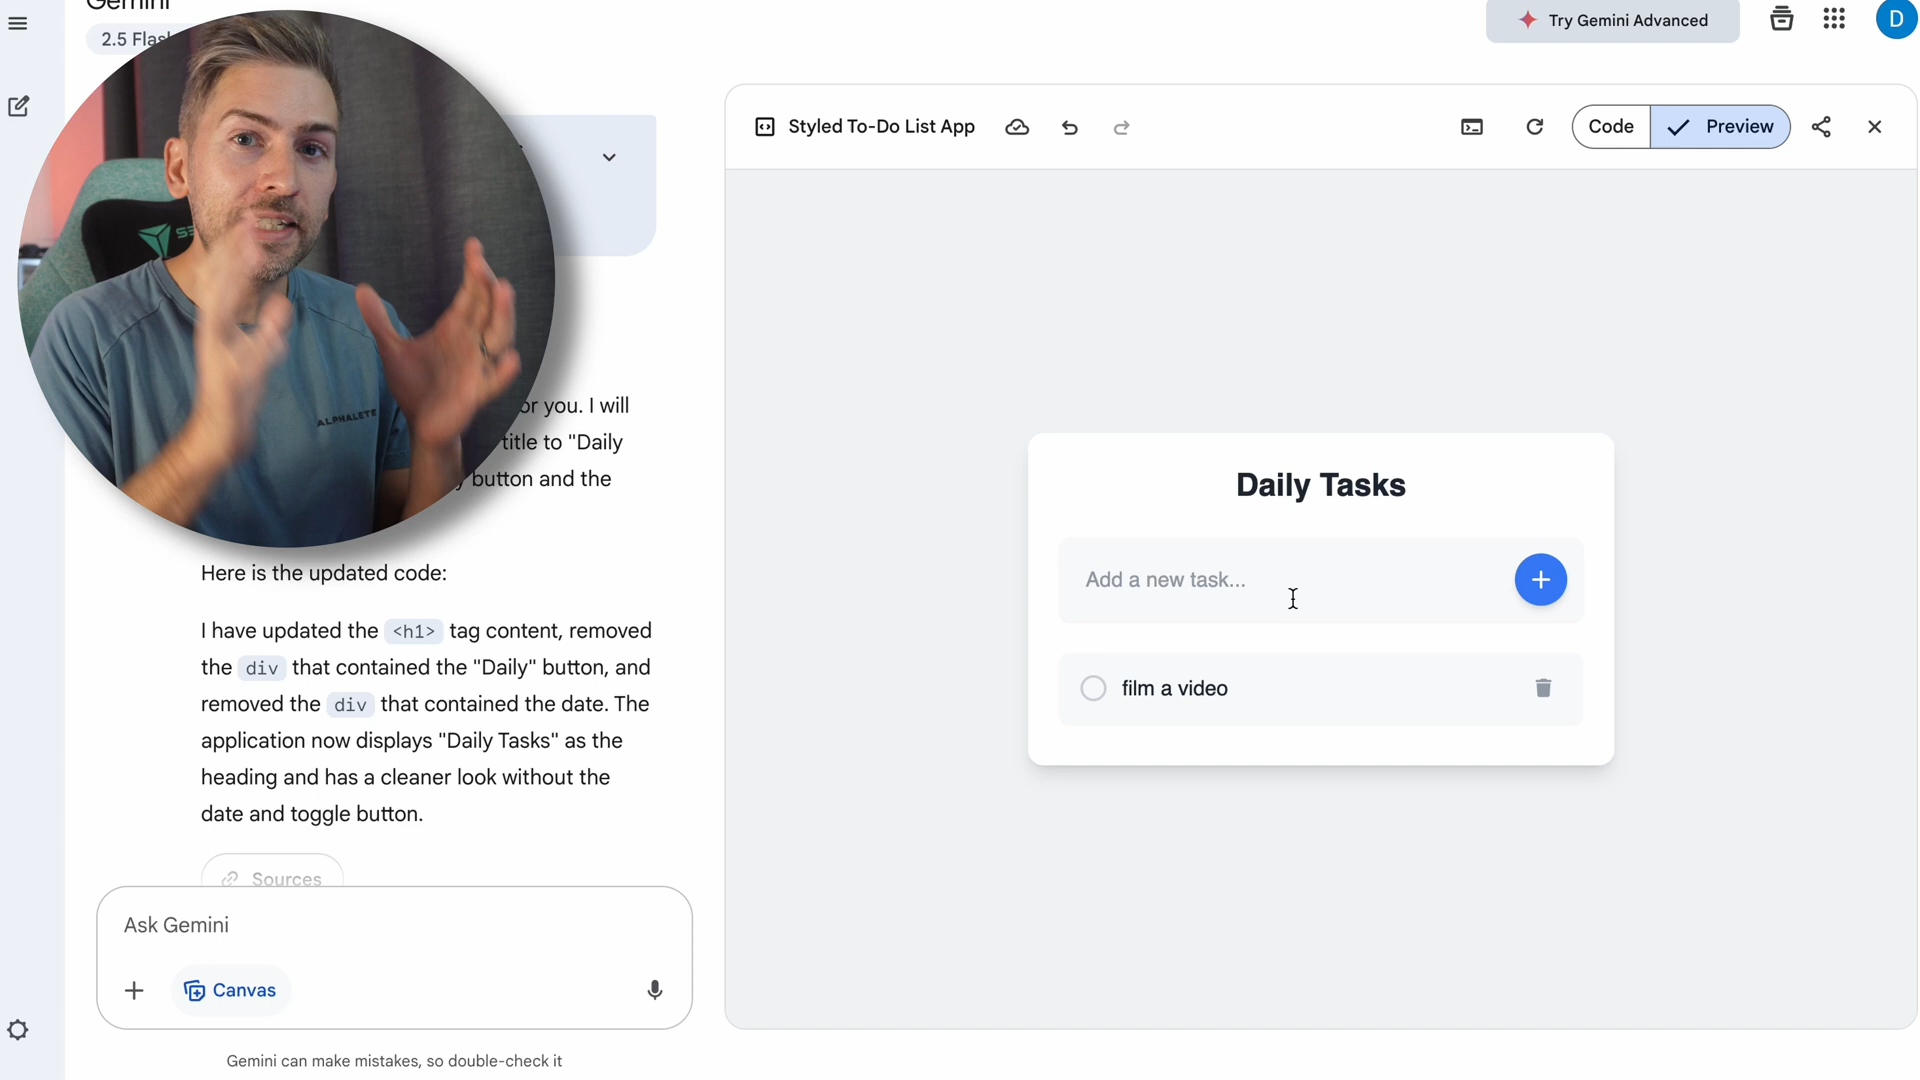 Gemini
2.5 Flas
Try Gemini Advanced
D
Styled To-Do List App
Code
Preview
ALPHALETE
or you. I will
title to "Daily
button and the
Here is the updated code:
I have updated the <h1> tag content, removed
the div that contained the "Daily" button, and
removed the div that contained the date. The
application now displays "Daily Tasks" as the
heading and has a cleaner look without the
date and toggle button.
Sources
Ask Gemini
Canvas
Gemini can make mistakes, so double-check it
Daily Tasks
Add a new task...
film a video